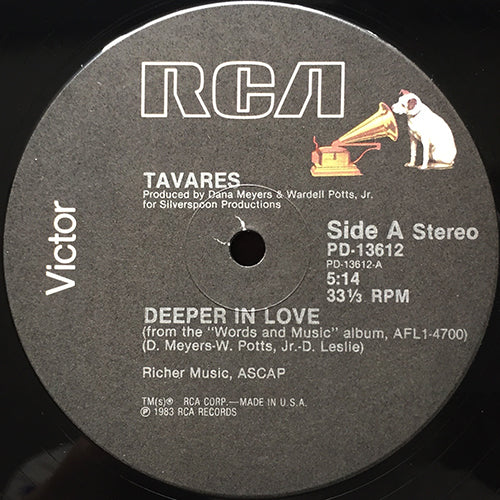 RCA
Victor
TAVARES
Produced by Dana Meyers & Wardell Potts, Jr.
for Silverspoon Productions
Side A Stereo
PD-13612
PD-13612-A
5:14
33⅓ RPM
DEEPER IN LOVE
(from the "Words and Music" album, AFL1-4700)
(D. Meyers-W. Potts, Jr.-D. Leslie)
Richer Music, ASCAP
TM(s)® RCA CORP.—MADE IN U.S.A.
℗ 1983 RCA RECORDS